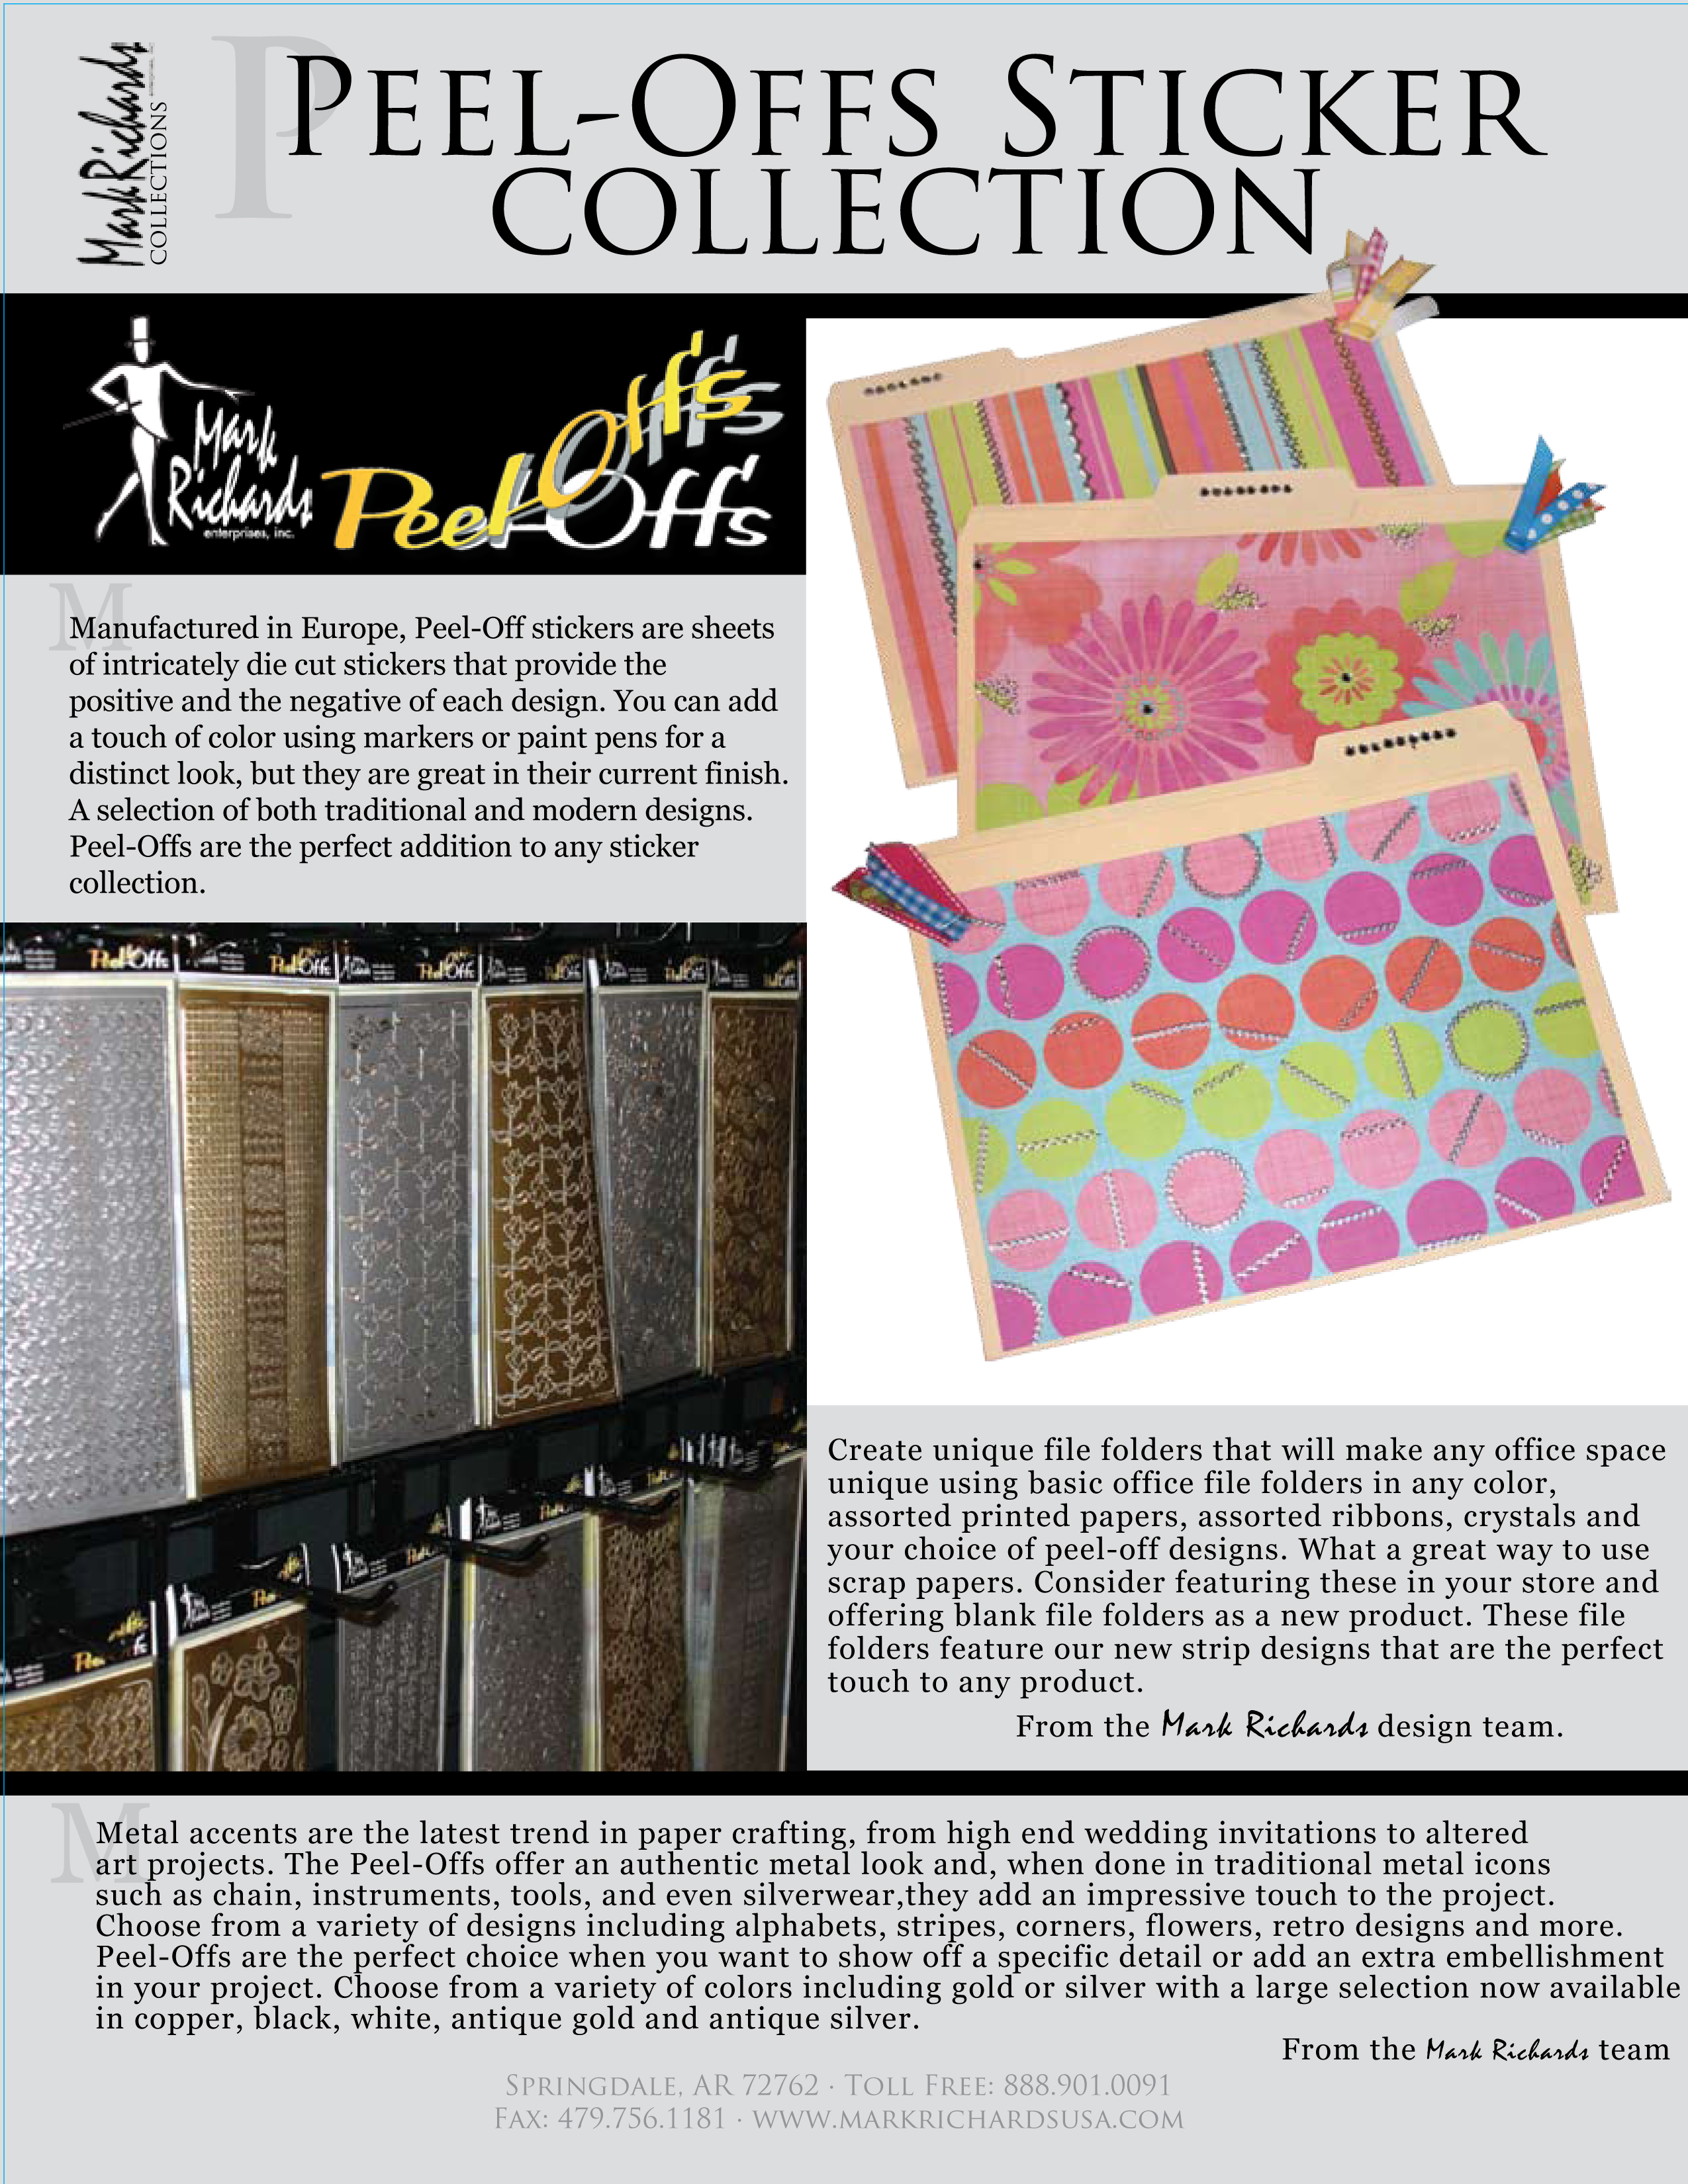 Mark Richards
COLLECTIONS
P
PEEL-OFFS STICKER
COLLECTION
Mark
Richards
enterprises, inc.
Peel-Offs
Peel-Offs
M
Manufactured in Europe, Peel-Off stickers are sheets
of intricately die cut stickers that provide the
positive and the negative of each design. You can add
a touch of color using markers or paint pens for a
distinct look, but they are great in their current finish.
A selection of both traditional and modern designs.
Peel-Offs are the perfect addition to any sticker
collection.
Peel-Offs
Peel-Offs
Peel-Offs
Create unique file folders that will make any office space
unique using basic office file folders in any color,
assorted printed papers, assorted ribbons, crystals and
your choice of peel-off designs. What a great way to use
scrap papers. Consider featuring these in your store and
offering blank file folders as a new product. These file
folders feature our new strip designs that are the perfect
touch to any product.
From the Mark Richards design team.
M
Metal accents are the latest trend in paper crafting, from high end wedding invitations to altered
art projects. The Peel-Offs offer an authentic metal look and, when done in traditional metal icons
such as chain, instruments, tools, and even silverwear,they add an impressive touch to the project.
Choose from a variety of designs including alphabets, stripes, corners, flowers, retro designs and more.
Peel-Offs are the perfect choice when you want to show off a specific detail or add an extra embellishment
in your project. Choose from a variety of colors including gold or silver with a large selection now available
in copper, black, white, antique gold and antique silver.
From the Mark Richards team
SPRINGDALE, AR 72762 · TOLL FREE: 888.901.0091
FAX: 479.756.1181 · WWW.MARKRICHARDSUSA.COM